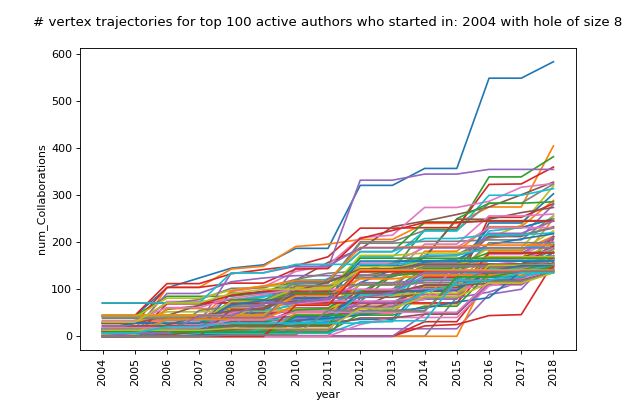 # vertex trajectories for top 100 active authors who started in: 2004 with hole of size 8
600
500
400
300
200
100
0
num_Collaborations
2004 2005 2006 2007 2008 2009 2010 2011 2012 2013 2014 2015 2016 2017 2018
year